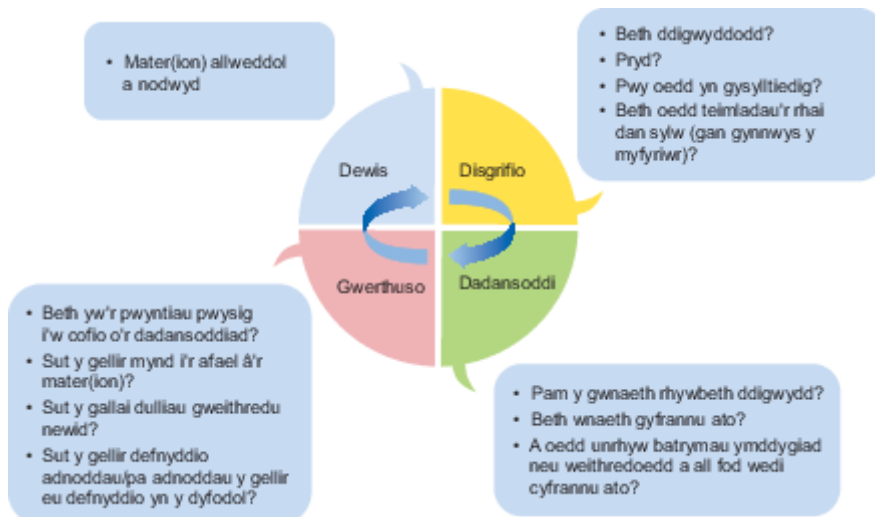 • Mater(ion) allweddol
a nodwyd
• Beth ddigwyddodd?
• Pryd?
• Pwy oedd yn gysylltiedig?
• Beth oedd teimladau'r rhai
dan sylw (gan gynnwys y
myfyriwr)?
Dewis
Disgrifio
Gwerthuso
Dadansoddi
• Beth yw'r pwyntiau pwysig
i'w cofio o'r dadansoddiad?
• Sut y gellir mynd i'r afael â'r
mater(ion)?
• Sut y gallai dulliau gweithredu
newid?
• Sut y gellir defnyddio
adnoddau/pa adnoddau y gellir
eu defnyddio yn y dyfodol?
• Pam y gwnaeth rhywbeth ddigwydd?
• Beth wnaeth gyfrannu ato?
• A oedd unrhyw batrymau ymddygiad
neu weithredoedd a all fod wedi
cyfrannu ato?